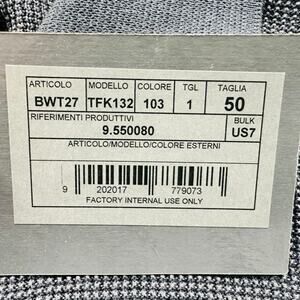 ARTICOLO MODELLO COLORE TGL TAGLIA
BWT27 TFK132 103 1 50
RIFERIMENTI PRODUTTIVI BULK
9.550080 US7
ARTICOLO/MODELLO/COLORE ESTERNI
9 202017 779073
FACTORY INTERNAL USE ONLY